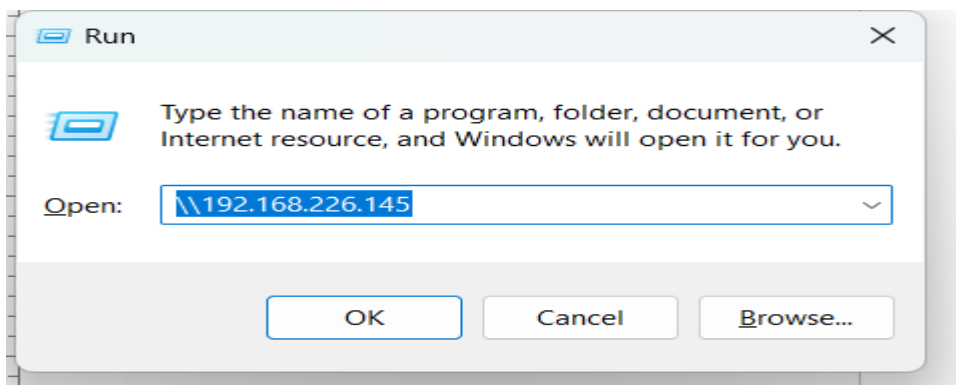 Run
Type the name of a program, folder, document, or
Internet resource, and Windows will open it for you.
Open: \\192.168.226.145
OK Cancel Browse...